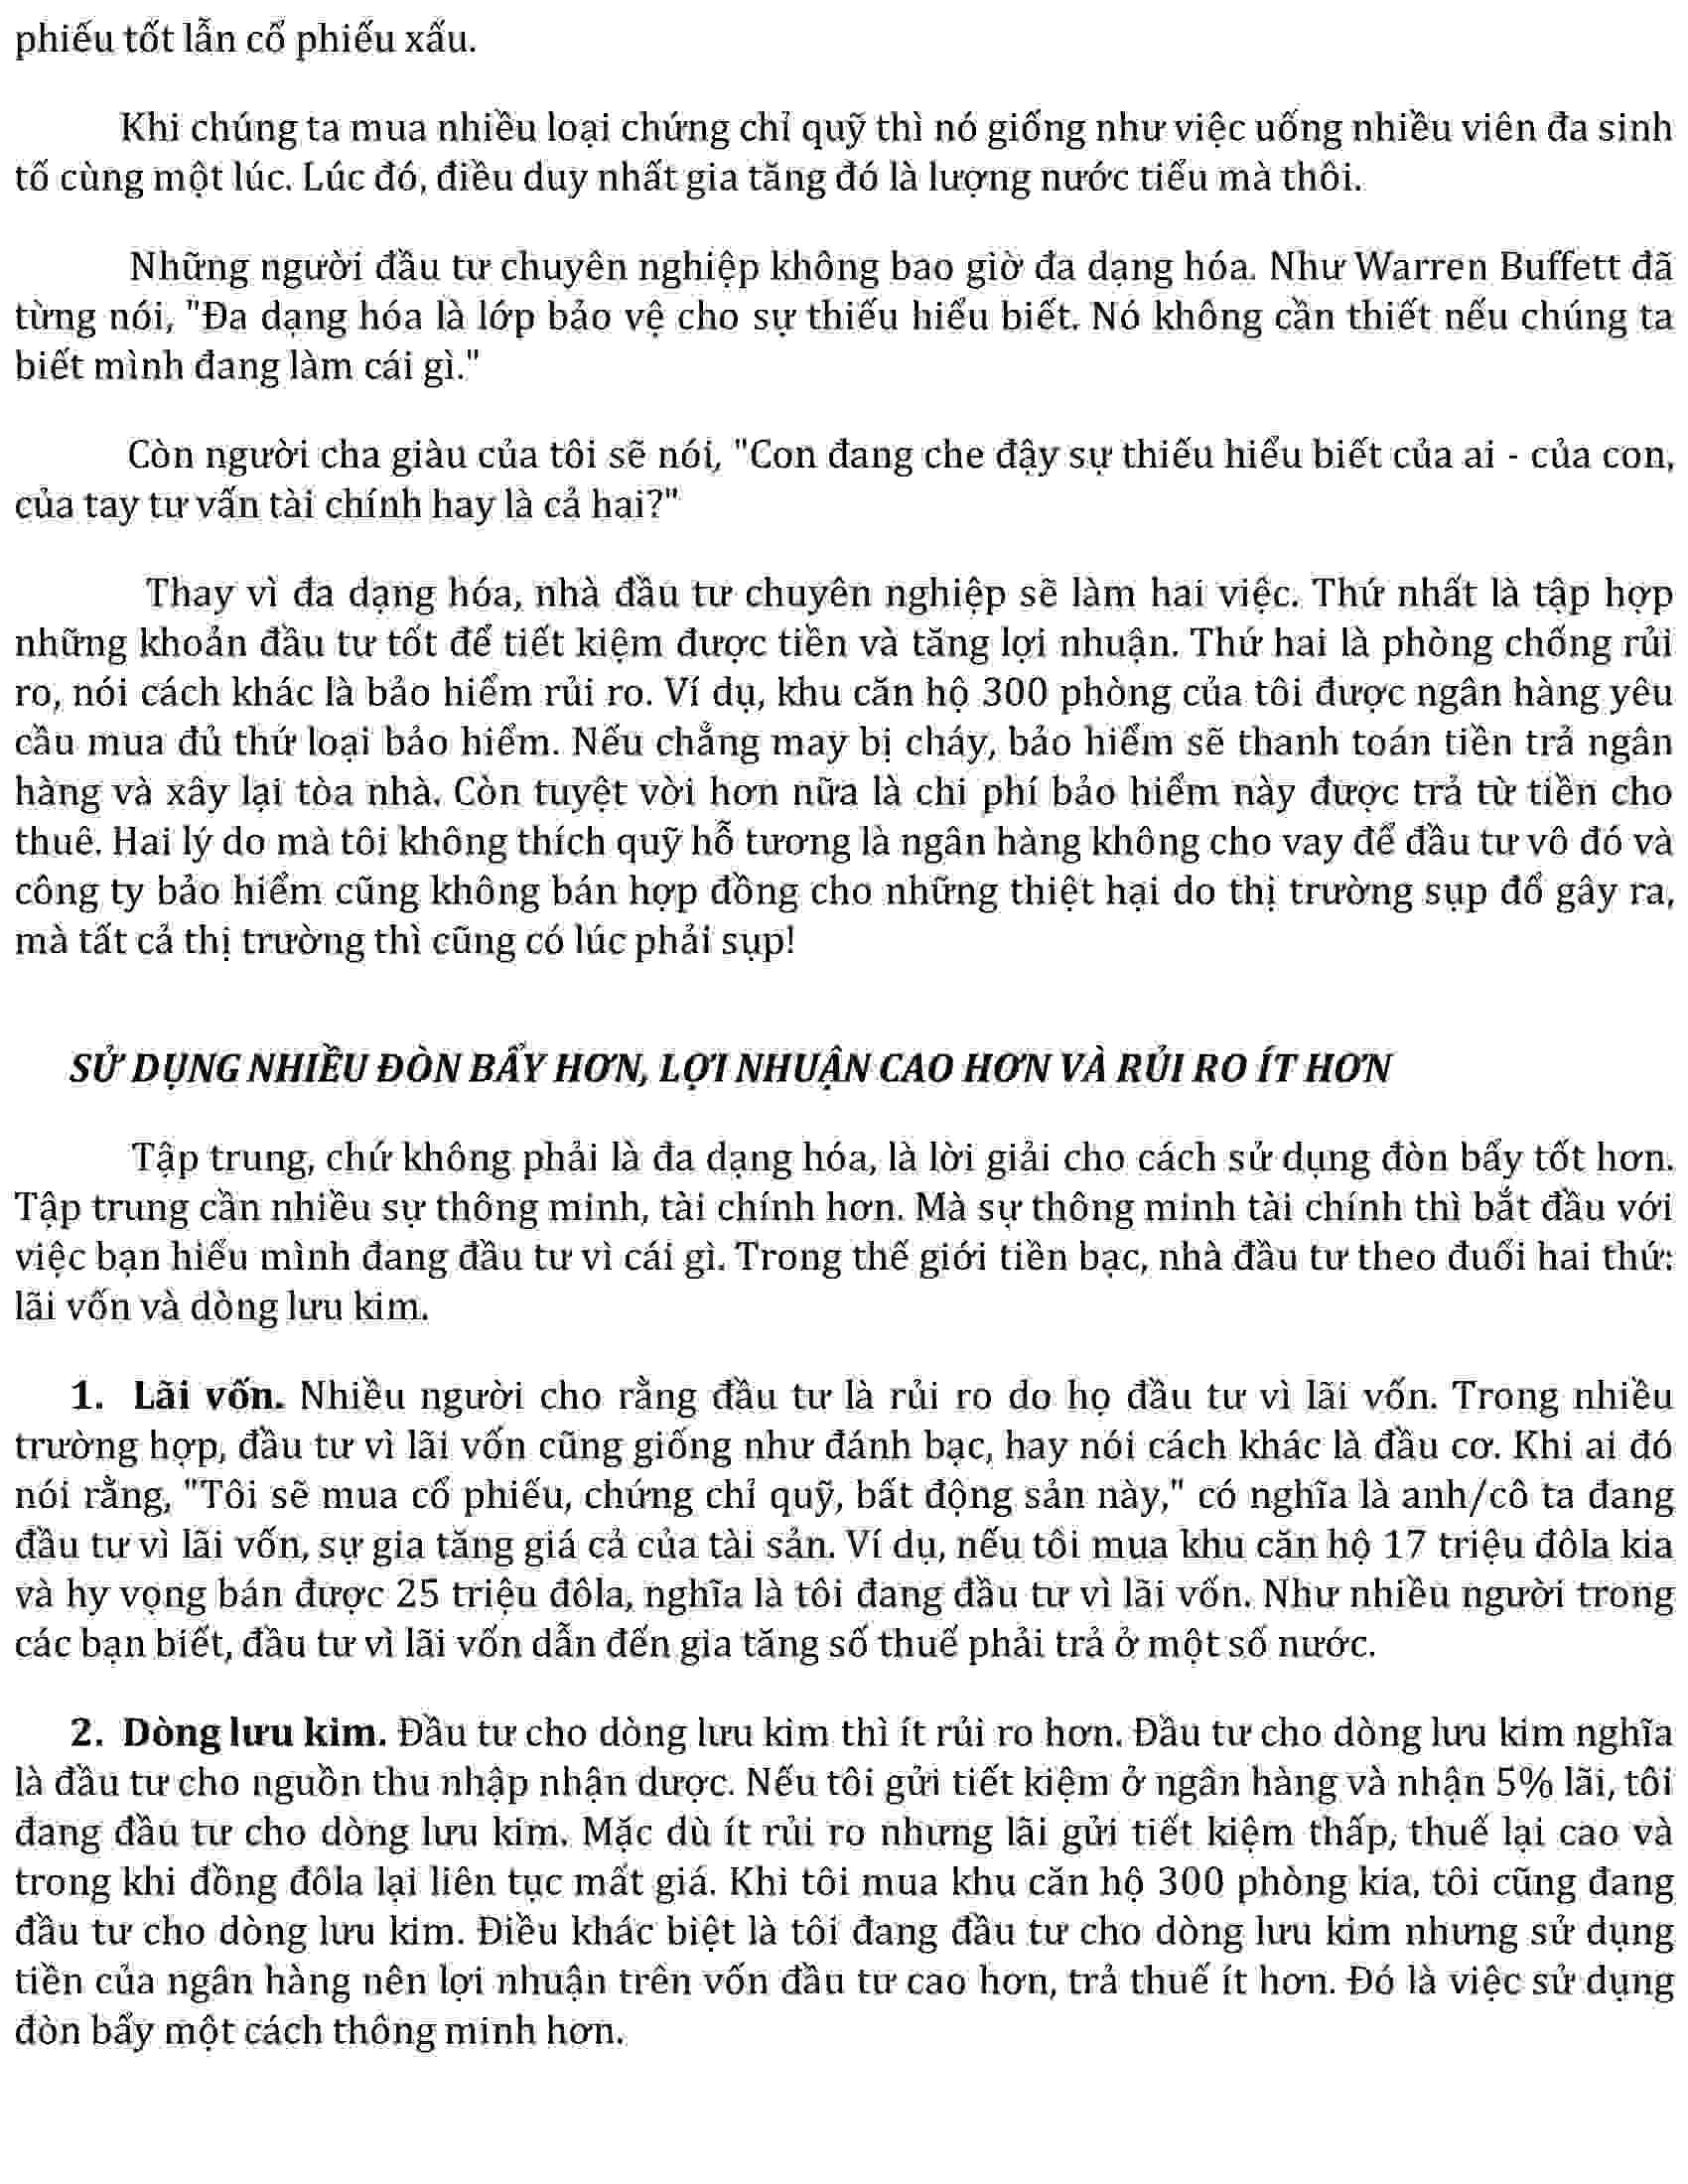 phiếu tốt lẫn cổ phiếu xấu.
Khi chúng ta mua nhiều loại chứng chỉ quỹ thì nó giống như việc uống nhiều viên đa sinh
tố cùng một lúc. Lúc đó, điều duy nhất gia tăng đó là lượng nước tiểu mà thôi.
Những người đầu tư chuyên nghiệp không bao giờ đa dạng hóa. Như Warren Buffett đã
từng nói, "Đa dạng hóa là lớp bảo vệ cho sự thiếu hiểu biết. Nó không cần thiết nếu chúng ta
biết mình đang làm cái gì."
Còn người cha giàu của tôi sẽ nói, "Con đang che đậy sự thiếu hiểu biết của ai - của con,
của tay tư vấn tài chính hay là cả hai?"
Thay vì đa dạng hóa, nhà đầu tư chuyên nghiệp sẽ làm hai việc. Thứ nhất là tập hợp
những khoản đầu tư tốt để tiết kiệm được tiền và tăng lợi nhuận. Thứ hai là phòng chống rủi
ro, nói cách khác là bảo hiểm rủi ro. Ví dụ, khu căn hộ 300 phòng của tôi được ngân hàng yêu
cầu mua đủ thứ loại bảo hiểm. Nếu chẳng may bị cháy, bảo hiểm sẽ thanh toán tiền trả ngân
hàng và xây lại tòa nhà. Còn tuyệt vời hơn nữa là chi phí bảo hiểm này được trả từ tiền cho
thuê. Hai lý do mà tôi không thích quỹ hỗ tương là ngân hàng không cho vay để đầu tư vô đó và
công ty bảo hiểm cũng không bán hợp đồng cho những thiệt hại do thị trường sụp đổ gây ra,
mà tất cả thị trường thì cũng có lúc phải sụp!
SỬ DỤNG NHIỀU ĐÒN BẨY HƠN, LỢI NHUẬN CAO HƠN VÀ RỦI RO ÍT HƠN
Tập trung, chứ không phải là đa dạng hóa, là lời giải cho cách sử dụng đòn bẩy tốt hơn.
Tập trung cần nhiều sự thông minh, tài chính hơn. Mà sự thông minh tài chính thì bắt đầu với
việc bạn hiểu mình đang đầu tư vì cái gì. Trong thế giới tiền bạc, nhà đầu tư theo đuổi hai thứ:
lãi vốn và dòng lưu kim.
1. Lãi vốn. Nhiều người cho rằng đầu tư là rủi ro do họ đầu tư vì lãi vốn. Trong nhiều
trường hợp, đầu tư vì lãi vốn cũng giống như đánh bạc, hay nói cách khác là đầu cơ. Khi ai đó
nói rằng, "Tôi sẽ mua cổ phiếu, chứng chỉ quỹ, bất động sản này," có nghĩa là anh/cô ta đang
đầu tư vì lãi vốn, sự gia tăng giá cả của tài sản. Ví dụ, nếu tôi mua khu căn hộ 17 triệu đôla kia
và hy vọng bán được 25 triệu đôla, nghĩa là tôi đang đầu tư vì lãi vốn. Như nhiều người trong
các bạn biết, đầu tư vì lãi vốn dẫn đến gia tăng số thuế phải trả ở một số nước.
2. Dòng lưu kim. Đầu tư cho dòng lưu kim thì ít rủi ro hơn. Đầu tư cho dòng lưu kim nghĩa
là đầu tư cho nguồn thu nhập nhận dược. Nếu tôi gửi tiết kiệm ở ngân hàng và nhận 5% lãi, tôi
đang đầu tư cho dòng lưu kim. Mặc dù ít rủi ro nhưng lãi gửi tiết kiệm thấp, thuế lại cao và
trong khi đồng đôla lại liên tục mất giá. Khi tôi mua khu căn hộ 300 phòng kia, tôi cũng đang
đầu tư cho dòng lưu kim. Điều khác biệt là tôi đang đầu tư cho dòng lưu kim nhưng sử dụng
tiền của ngân hàng nên lợi nhuận trên vốn đầu tư cao hơn, trả thuế ít hơn. Đó là việc sử dụng
đòn bẩy một cách thông minh hơn.